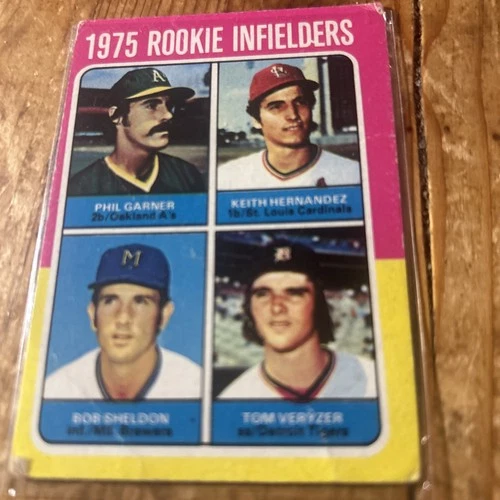 1975 ROOKIE INFIELDERS
A
PHIL GARNER
2b/Oakland A's
KEITH HERNANDEZ
1b/St. Louis Cardinals
M
BOB SHELDON
inf/Mil. Brewers
TOM VERYZER
ss/Detroit Tigers